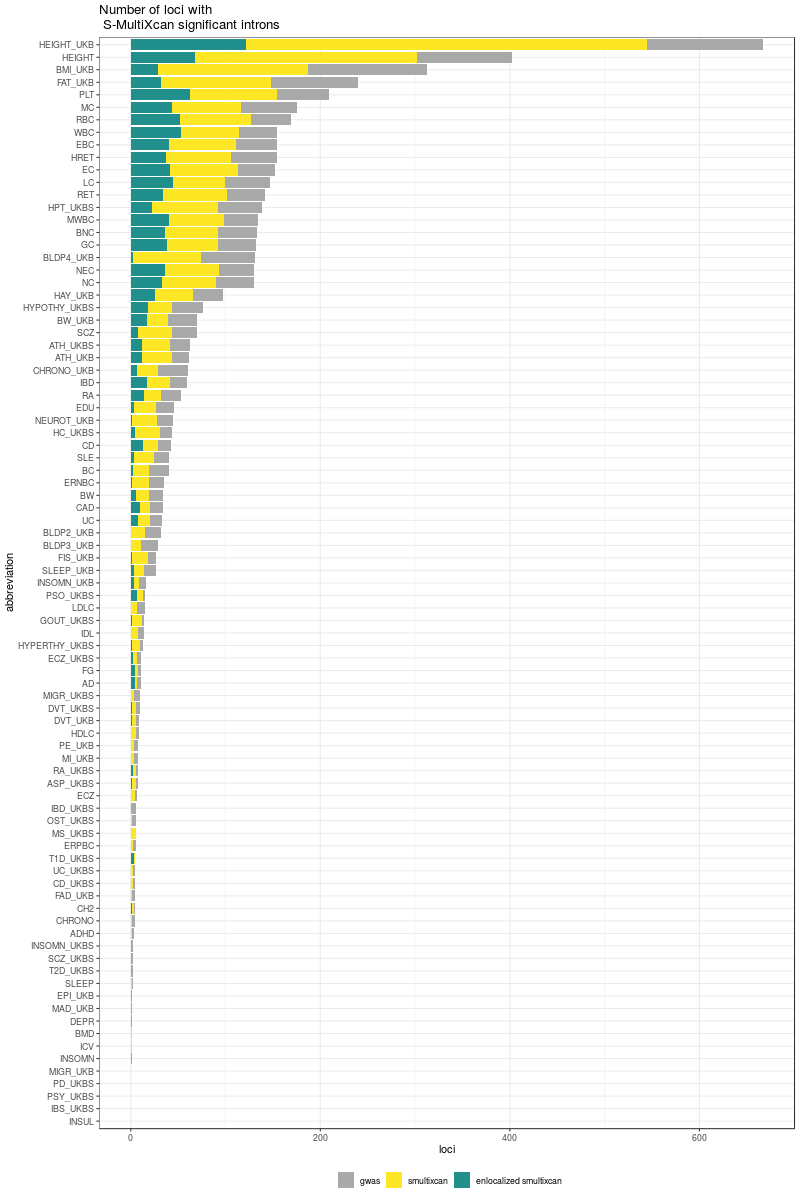 Number of loci with
S-MultiXcan significant introns
HEIGHT_UKB
HEIGHT
BMI_UKB
FAT_UKB
PLT
MC
RBC
WBC
EBC
HRET
EC
LC
RET
HPT_UKBS
MWBC
BNC
GC
BLDP4_UKB
NEC
NC
HAY_UKB
HYPOTHY_UKBS
BW_UKB
SCZ
ATH_UKBS
ATH_UKB
CHRONO_UKB
IBD
RA
EDU
NEUROT_UKB
HC_UKBS
CD
SLE
BC
ERNBC
BW
CAD
UC
BLDP2_UKB
BLDP3_UKB
FIS_UKB
SLEEP_UKB
INSOMN_UKB
PSO_UKBS
LDLC
GOUT_UKBS
IDL
HYPERTHY_UKBS
ECZ_UKBS
FG
AD
MIGR_UKBS
DVT_UKBS
DVT_UKB
HDLC
PE_UKB
MI_UKB
RA_UKBS
ASP_UKBS
ECZ
IBD_UKBS
OST_UKBS
MS_UKBS
ERPBC
T1D_UKBS
UC_UKBS
CD_UKBS
FAD_UKB
CH2
CHRONO
ADHD
INSOMN_UKBS
SCZ_UKBS
T2D_UKBS
SLEEP
EPI_UKB
MAD_UKB
DEPR
BMD
ICV
INSOMN
MIGR_UKB
PD_UKBS
PSY_UKBS
IBS_UKBS
INSUL
abbreviation
0 200 400 600
loci
gwas smultixcan enlocalized smultixcan